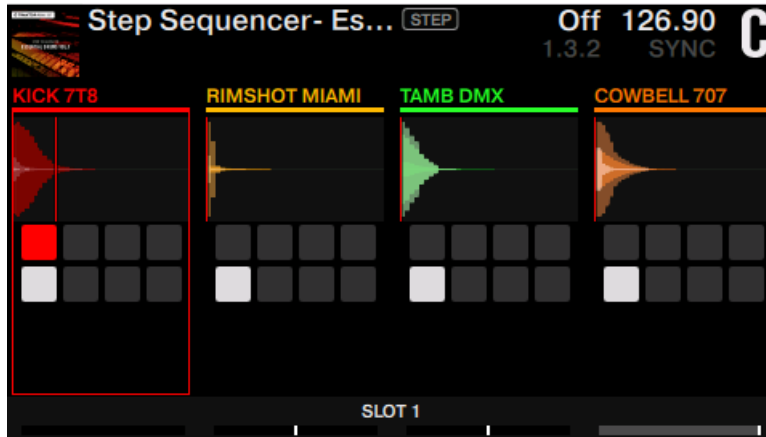 Step Sequencer- Es... STEP Off 126.90 C
1.3.2 SYNC
KICK 7T8 RIMSHOT MIAMI TAMB DMX COWBELL 707
SLOT 1